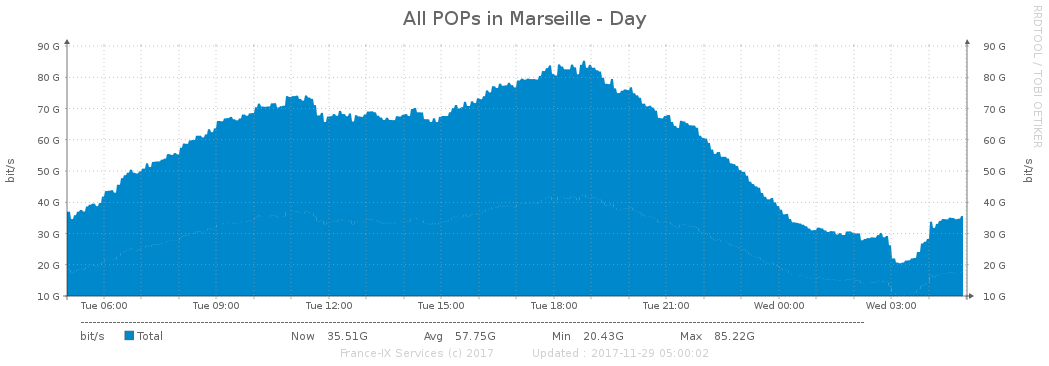 All POPs in Marseille - Day
RRDTOOL / TOBI OETIKER
90 G 90 G
80 G 80 G
70 G 70 G
60 G 60 G
50 G 50 G
40 G 40 G
30 G 30 G
20 G 20 G
10 G 10 G
bit/s
bit/s
Tue 06:00 Tue 09:00 Tue 12:00 Tue 15:00 Tue 18:00 Tue 21:00 Wed 00:00 Wed 03:00
bit/s Total Now 35.51G Avg 57.75G Min 20.43G Max 85.22G
France-IX Services (c) 2017 Updated : 2017-11-29 05:00:02